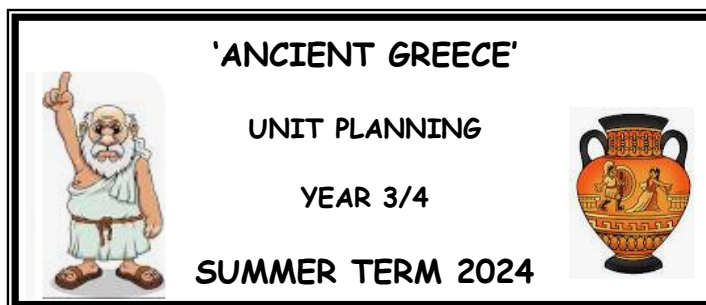 ‘ANCIENT GREECE’
UNIT PLANNING
YEAR 3/4
SUMMER TERM 2024